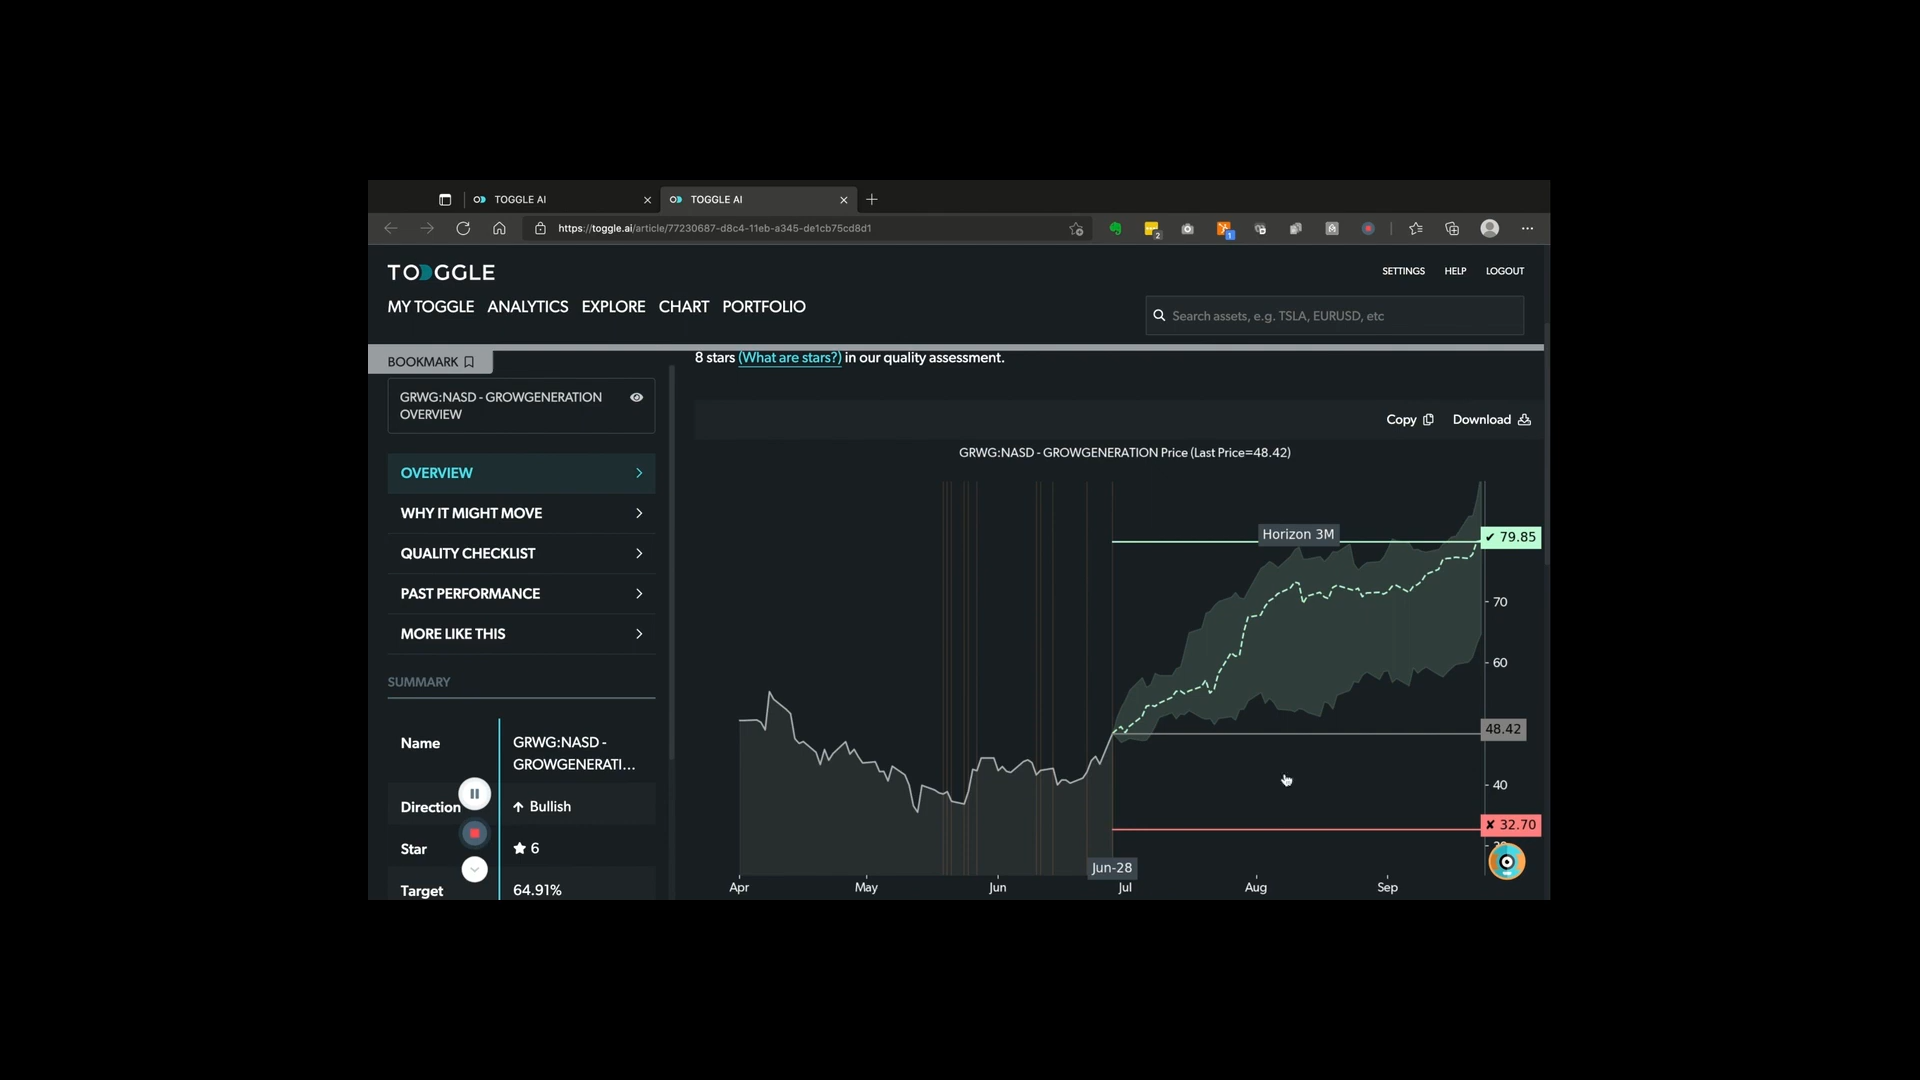 TOGGLE AI
TOGGLE AI
https://toggle.ai/article/77230687-d8c4-11eb-a345-de1cb75cd8d1
2
1
TOGGLE
SETTINGS HELP LOGOUT
MY TOGGLE ANALYTICS EXPLORE CHART PORTFOLIO
Search assets, e.g. TSLA, EURUSD, etc
BOOKMARK
8 stars (What are stars?) in our quality assessment.
GRWG:NASD - GROWGENERATION
OVERVIEW
Copy Download
GRWG:NASD - GROWGENERATION Price (Last Price=48.42)
OVERVIEW
WHY IT MIGHT MOVE
QUALITY CHECKLIST
PAST PERFORMANCE
MORE LIKE THIS
SUMMARY
Name GRWG:NASD -
GROWGENERATI...
Direction ↑ Bullish
Star ★ 6
Target 64.91%
Horizon 3M
✔ 79.85
70
60
48.42
40
✘ 32.70
Jun-28
Apr May Jun Jul Aug Sep